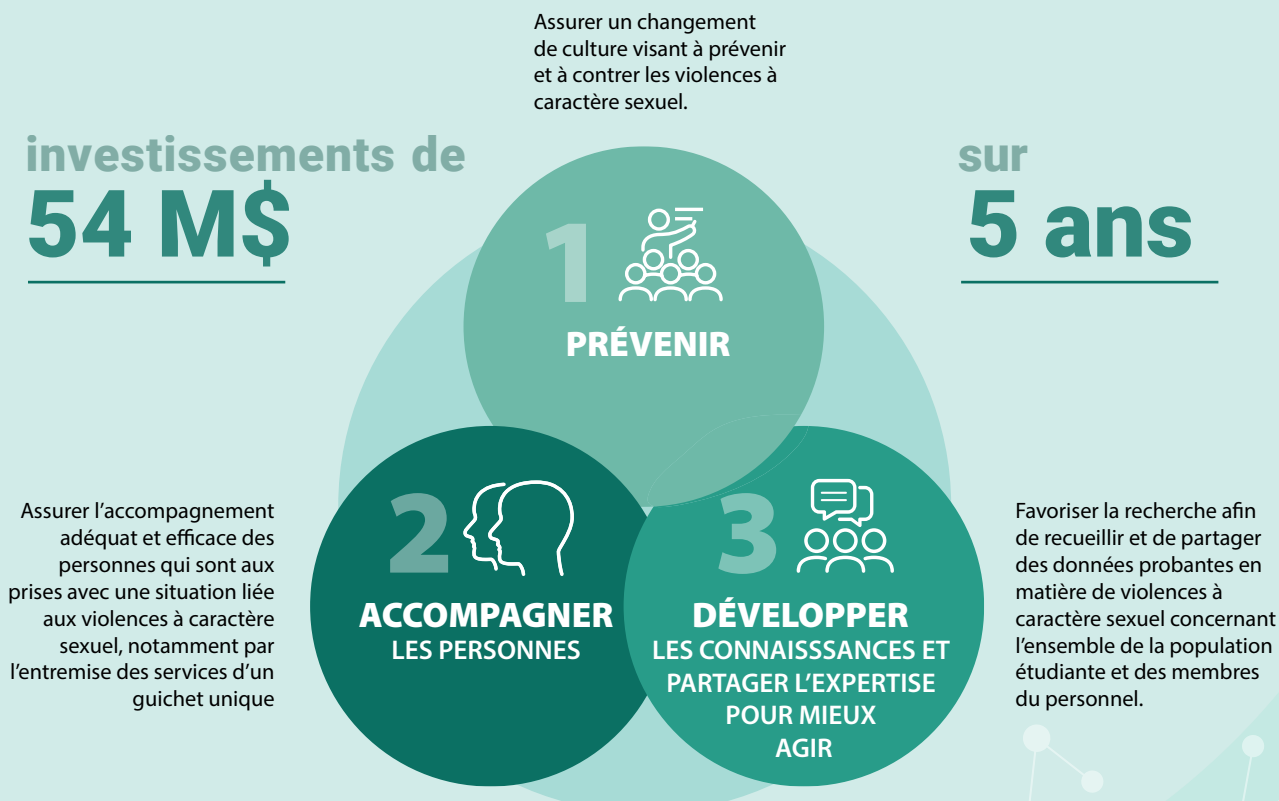 Assurer un changement
de culture visant à prévenir
et à contrer les violences à
caractère sexuel.
investissements de
54 M$
sur
5 ans
1
PRÉVENIR
Assurer l’accompagnement
adéquat et efficace des
personnes qui sont aux
prises avec une situation liée
aux violences à caractère
sexuel, notamment par
l’entremise des services d’un
guichet unique
2
ACCOMPAGNER
LES PERSONNES
3
DÉVELOPPER
LES CONNAISSSANCES ET
PARTAGER L’EXPERTISE
POUR MIEUX
AGIR
Favoriser la recherche afin
de recueillir et de partager
des données probantes en
matière de violences à
caractère sexuel concernant
l’ensemble de la population
étudiante et des membres
du personnel.